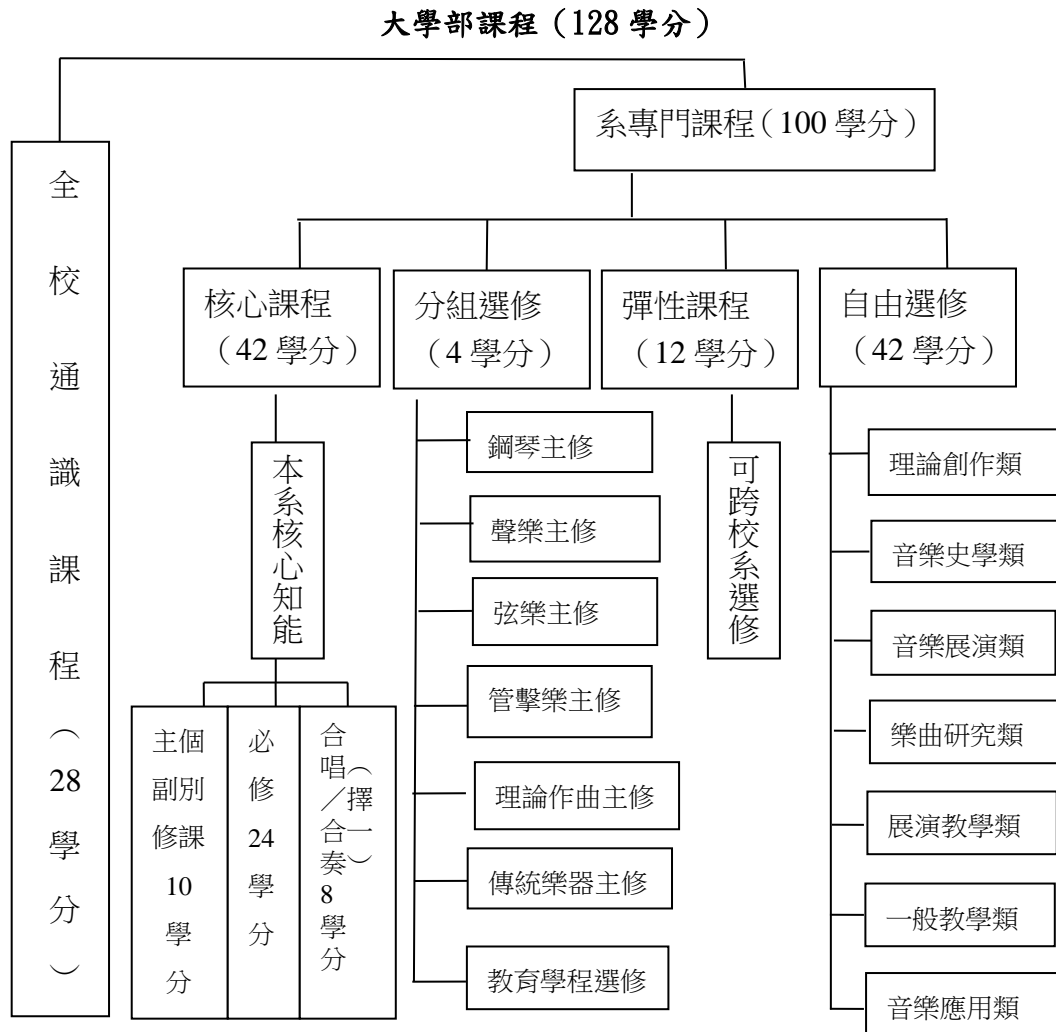 大學部課程（128 學分）
系專門課程（100 學分）
全校通識課程（28 學分）
核心課程
（42 學分）
分組選修
（4 學分）
彈性課程
（12 學分）
自由選修
（42 學分）
本系核心知能
個別課
主副修
10
學
分
必
修
24
學
分
（擇一）
合唱／合奏8學分
鋼琴主修
聲樂主修
弦樂主修
管擊樂主修
理論作曲主修
傳統樂器主修
教育學程選修
可跨校系選修
理論創作類
音樂史學類
音樂展演類
樂曲研究類
展演教學類
一般教學類
音樂應用類